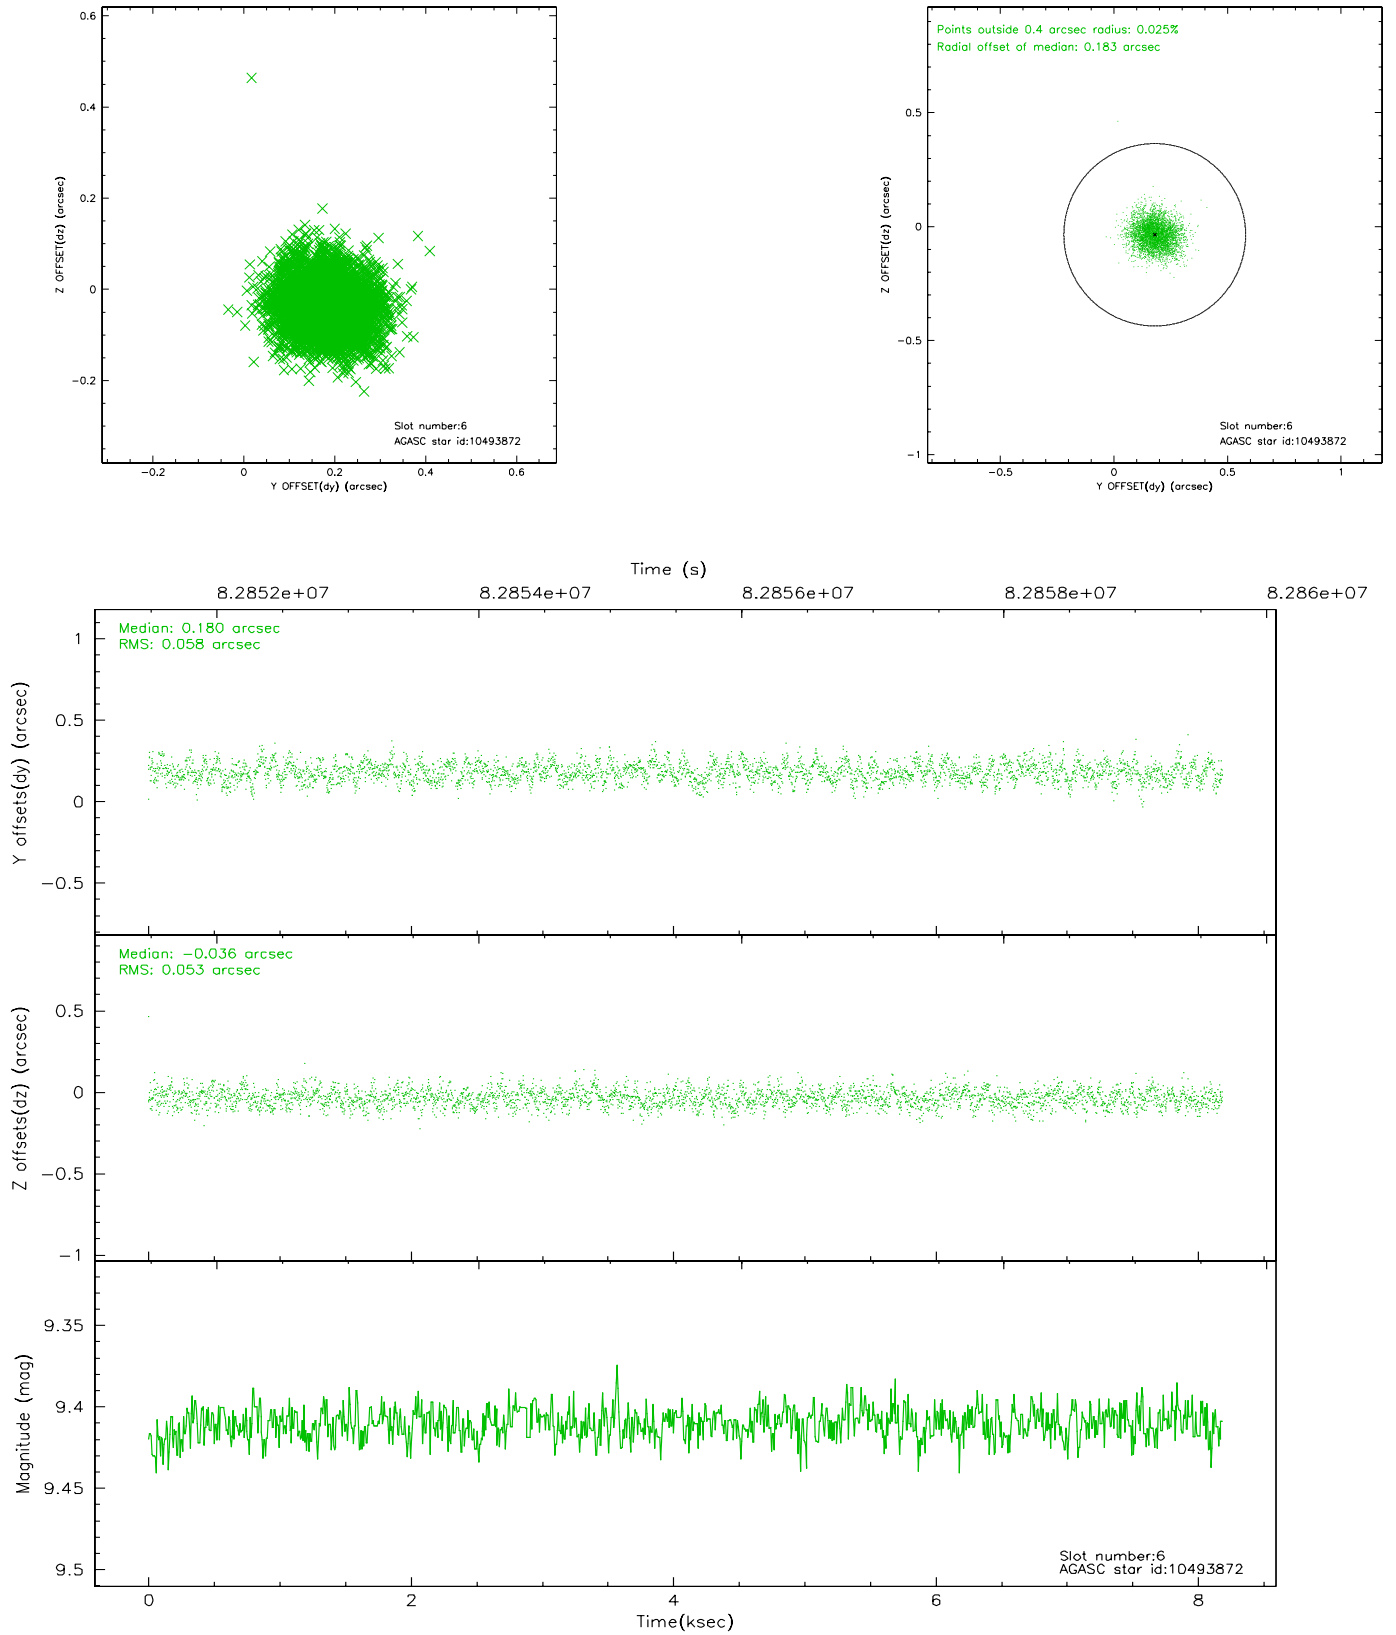 0.6
0.4
0.2
0
−0.2
Z OFFSET(dz) (arcsec)
Slot number:6
AGASC star id:10493872
−0.2 0 0.2 0.4 0.6
Y OFFSET(dy) (arcsec)
Points outside 0.4 arcsec radius: 0.025%
Radial offset of median: 0.183 arcsec
0.5
0
−0.5
−1
Z OFFSET(dz) (arcsec)
Slot number:6
AGASC star id:10493872
−0.5 0 0.5 1
Y OFFSET(dy) (arcsec)
Time (s)
8.2852e+07 8.2854e+07 8.2856e+07 8.2858e+07 8.286e+07
Median: 0.180 arcsec
RMS: 0.058 arcsec
1
0.5
0
−0.5
Y offsets(dy) (arcsec)
Median: −0.036 arcsec
RMS: 0.053 arcsec
0.5
0
−0.5
−1
Z offsets(dz) (arcsec)
9.35
9.4
9.45
9.5
Magnitude (mag)
Slot number:6
AGASC star id:10493872
0 2 4 6 8
Time(ksec)